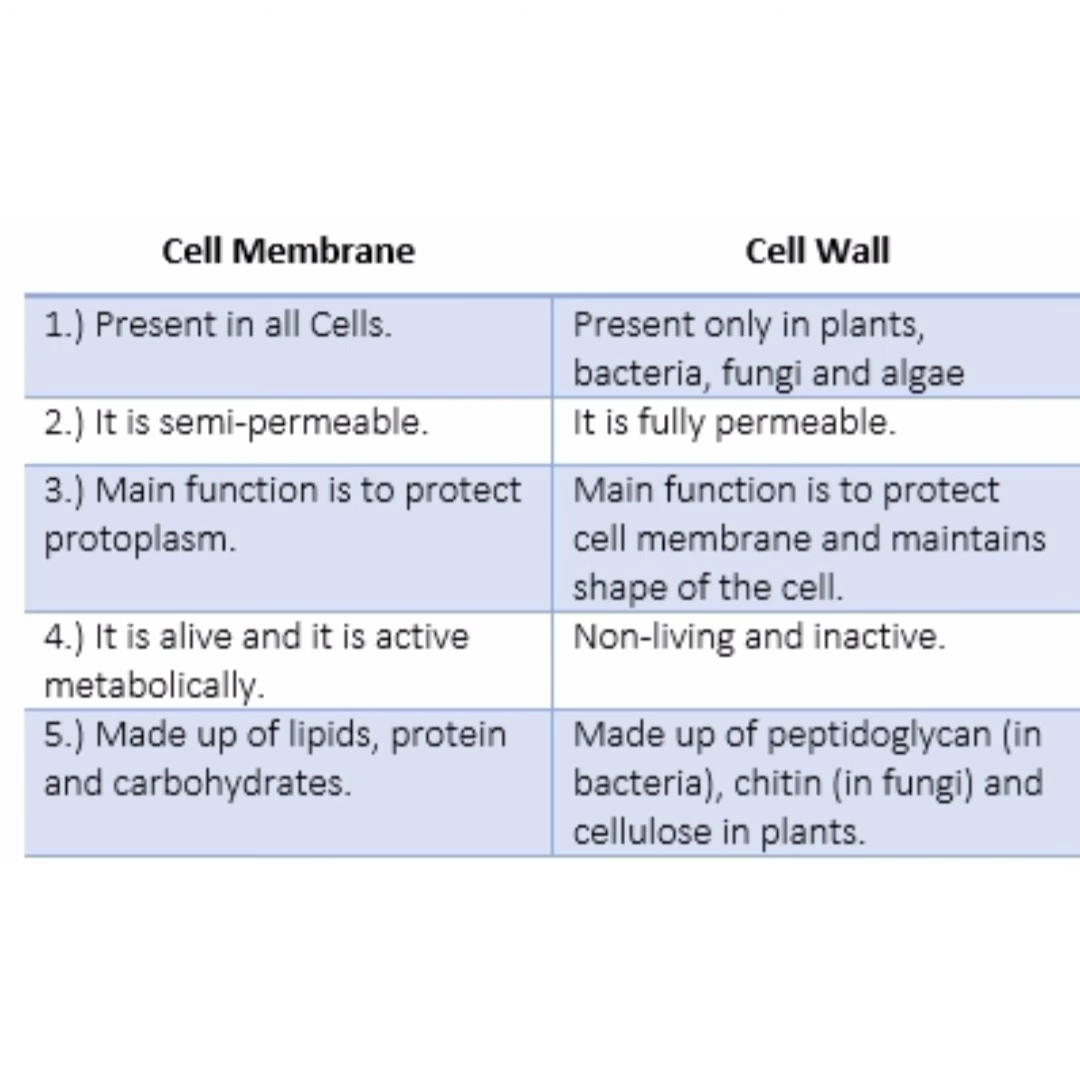 Cell Membrane
Cell Wall
1.) Present in all Cells.
Present only in plants,
bacteria, fungi and algae
2.) It is semi-permeable.
It is fully permeable.
3.) Main function is to protect
protoplasm.
Main function is to protect
cell membrane and maintains
shape of the cell.
4.) It is alive and it is active
metabolically.
Non-living and inactive.
5.) Made up of lipids, protein
and carbohydrates.
Made up of peptidoglycan (in
bacteria), chitin (in fungi) and
cellulose in plants.